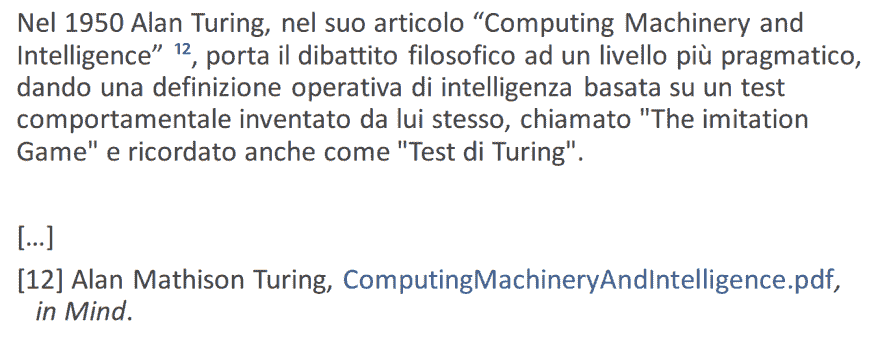 Nel 1950 Alan Turing, nel suo articolo “Computing Machinery and
Intelligence” ¹², porta il dibattito filosofico ad un livello più pragmatico,
dando una definizione operativa di intelligenza basata su un test
comportamentale inventato da lui stesso, chiamato "The imitation
Game" e ricordato anche come "Test di Turing".
[…]
[12] Alan Mathison Turing, ComputingMachineryAndIntelligence.pdf,
in Mind.